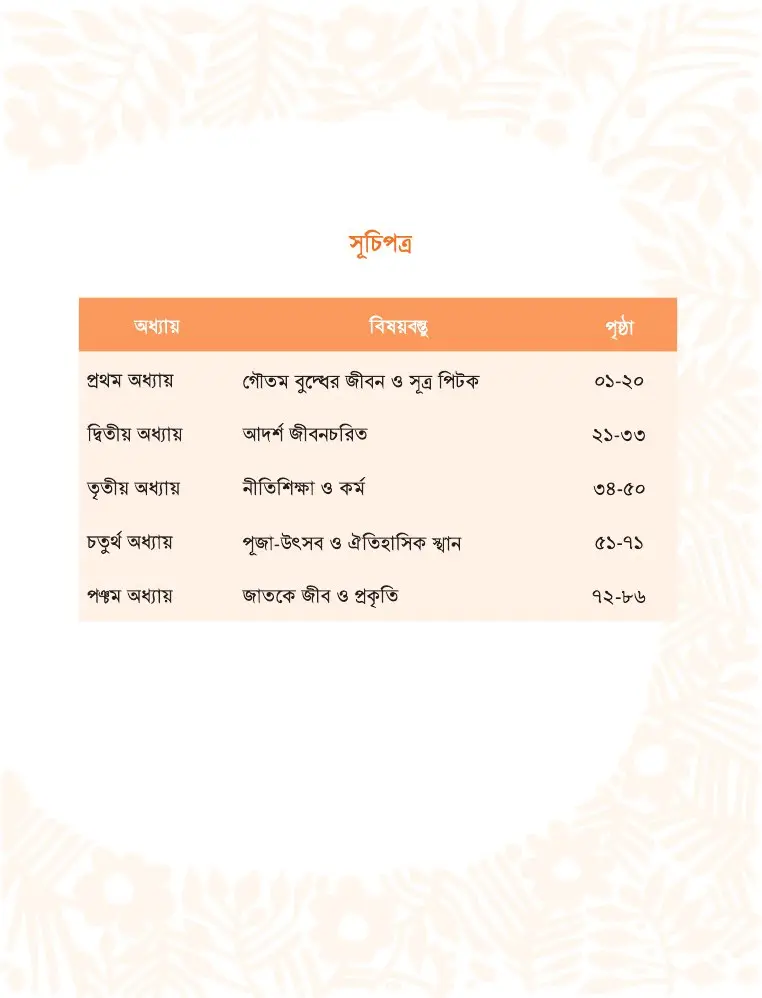 সূচিপত্র
অধ্যায় বিষয়বস্তু পৃষ্ঠা
প্রথম অধ্যায় গৌতম বুদ্ধের জীবন ও সূত্র পিটক ০১-২০
দ্বিতীয় অধ্যায় আদর্শ জীবনচরিত ২১-৩৩
তৃতীয় অধ্যায় নীতিশিক্ষা ও কর্ম ৩৪-৫০
চতুর্থ অধ্যায় পূজা-উৎসব ও ঐতিহাসিক স্থান ৫১-৭১
পঞ্চম অধ্যায় জাতকে জীব ও প্রকৃতি ৭২-৮৬